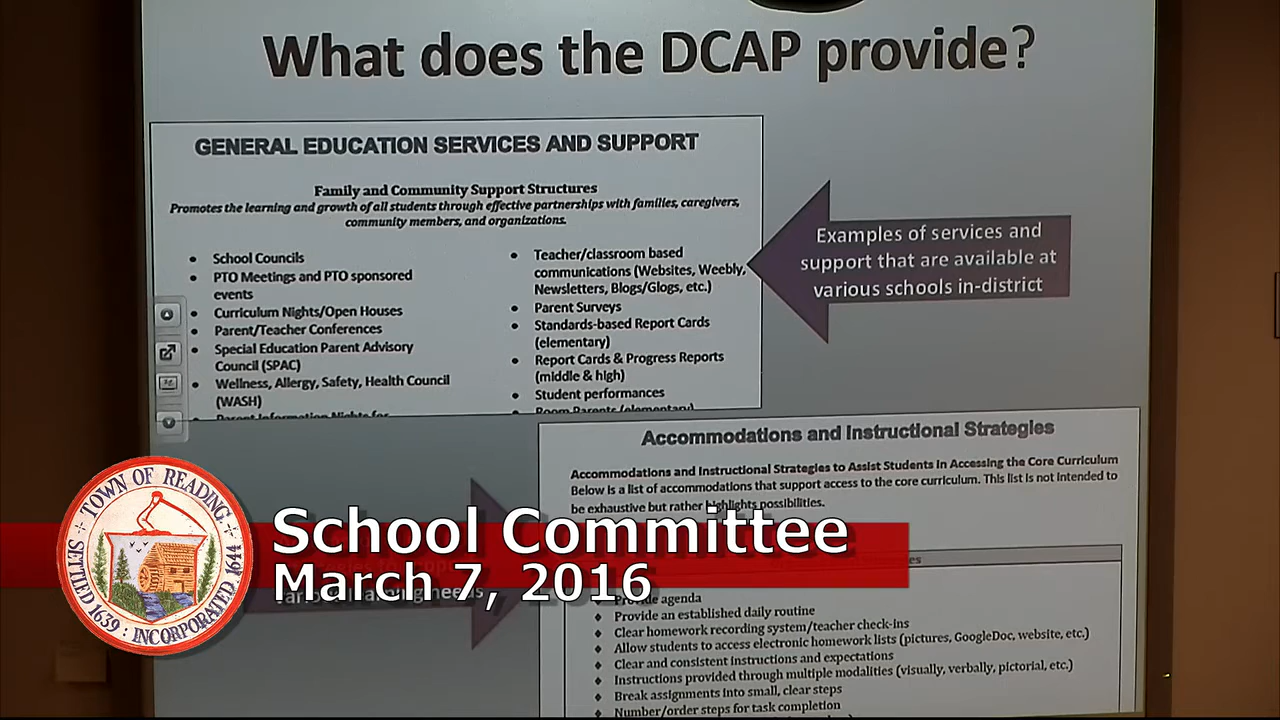 What does the DCAP provide?
GENERAL EDUCATION SERVICES AND SUPPORT
Family and Community Support Structures
Promotes the learning and growth of all students through effective partnerships with families, caregivers,
community members, and organizations.
• School Councils
• PTO Meetings and PTO sponsored
events
• Curriculum Nights/Open Houses
• Parent/Teacher Conferences
• Special Education Parent Advisory
Council (SPAC)
• Wellness, Allergy, Safety, Health Council
(WASH)
Parent Information Nights for
• Teacher/classroom based
communications (Websites, Weebly,
Newsletters, Blogs/Glogs, etc.)
• Parent Surveys
• Standards-based Report Cards
(elementary)
• Report Cards & Progress Reports
(middle & high)
• Student performances
• Room Parents (elementary)
Examples of services and
support that are available at
various schools in-district
Accommodations and Instructional Strategies
Accommodations and Instructional Strategies to Assist Students in Accessing the Core Curriculum
Below is a list of accommodations that support access to the core curriculum. This list is not intended to
be exhaustive but rather highlights possibilities.
Provide agenda
Provide an established daily routine
Clear homework recording system/teacher check-ins
Allow students to access electronic homework lists (pictures, GoogleDoc, website, etc.)
Clear and consistent instructions and expectations
Instructions provided through multiple modalities (visually, verbally, pictorial, etc.)
Break assignments into small, clear steps
Number/order steps for task completion
TOWN OF READING
SETTLED 1639 : INCORPORATED 1644
School Committee
March 7, 2016